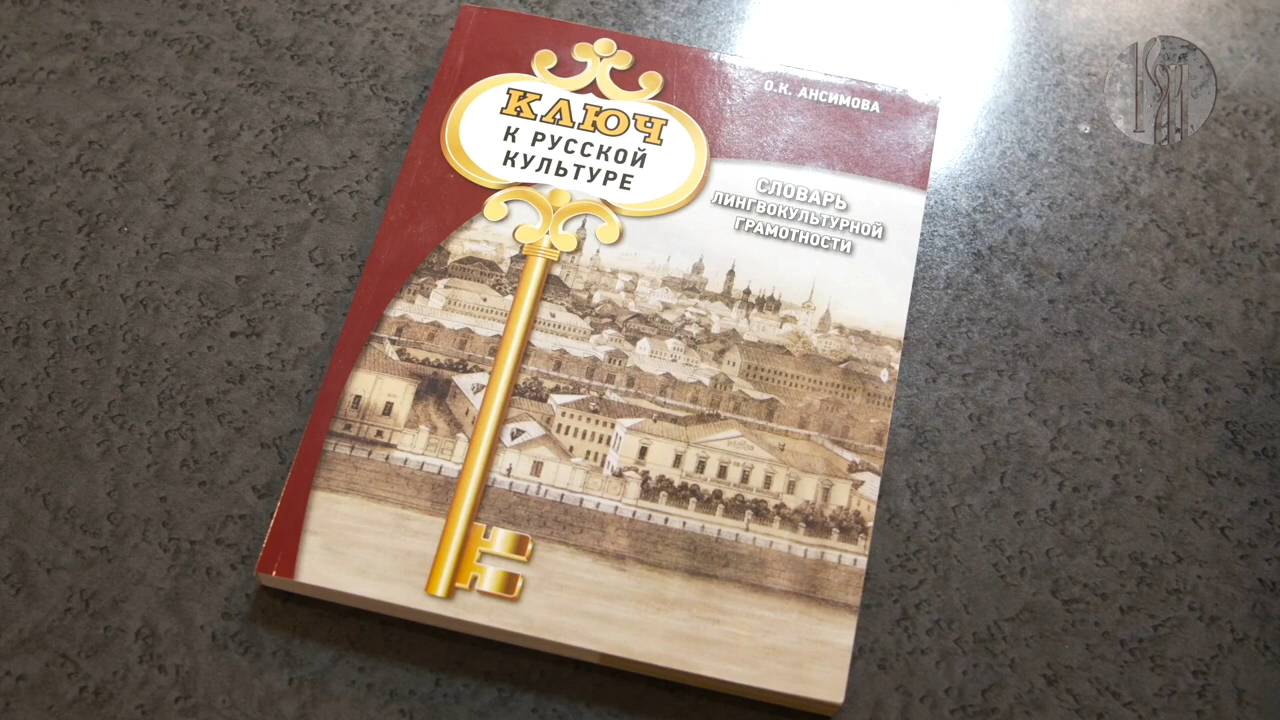 О.К. АНСИМОВА
КЛЮЧ
К РУССКОЙ
КУЛЬТУРЕ
СЛОВАРЬ
ЛИНГВОКУЛЬТУРНОЙ
ГРАМОТНОСТИ